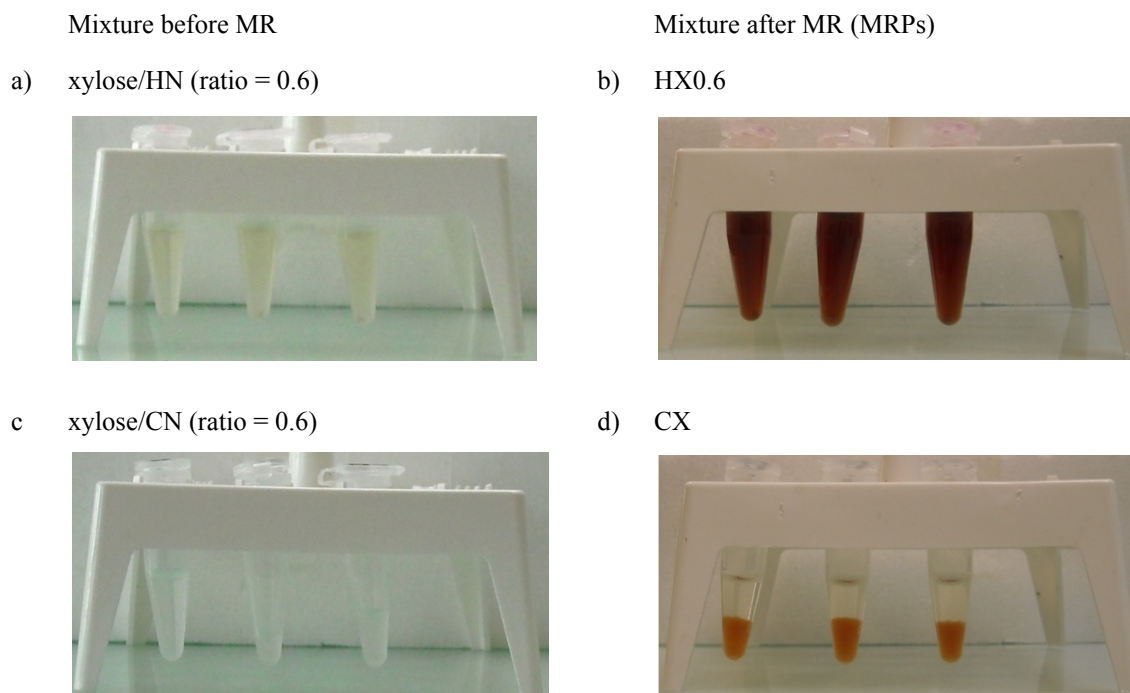 Mixture before MR
Mixture after MR (MRPs)
a) xylose/HN (ratio = 0.6)
b) HX0.6
c xylose/CN (ratio = 0.6)
d) CX